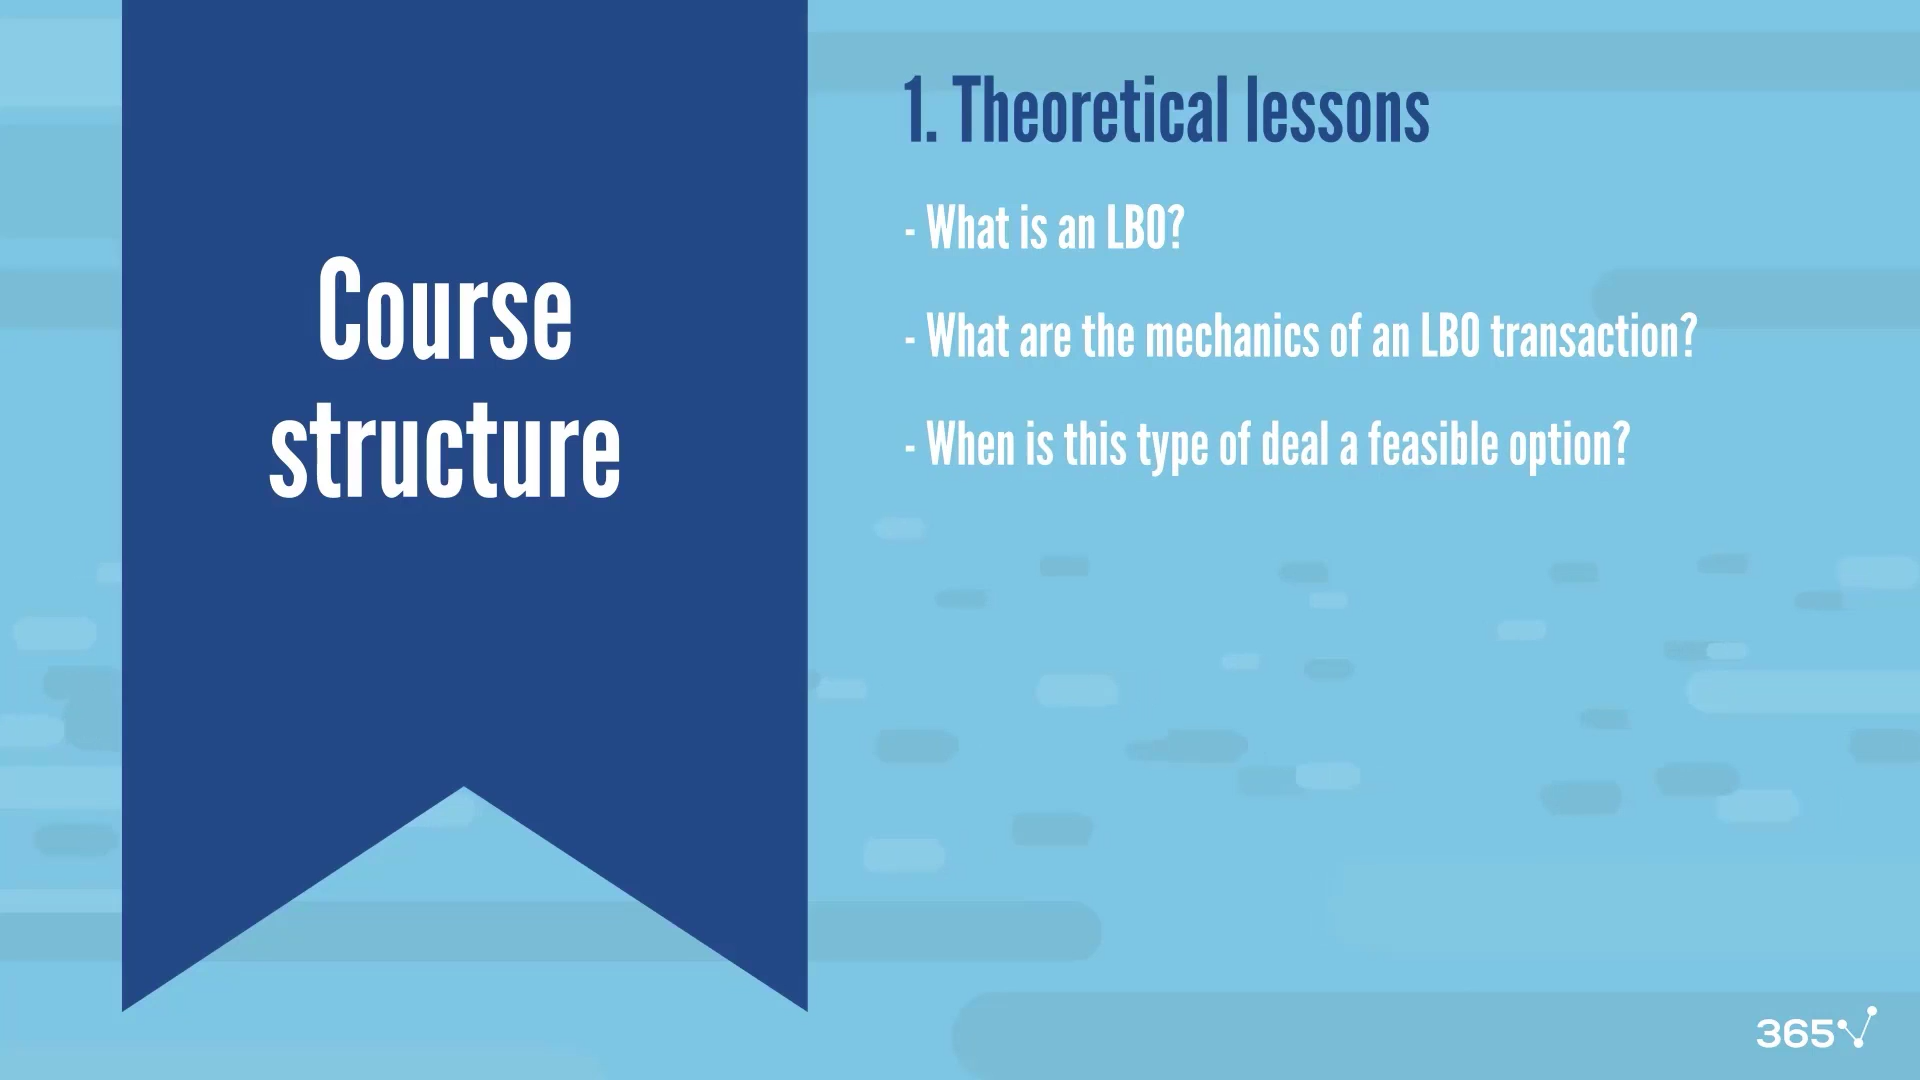 Course
structure
1. Theoretical lessons
- What is an LBO?
- What are the mechanics of an LBO transaction?
- When is this type of deal a feasible option?
365